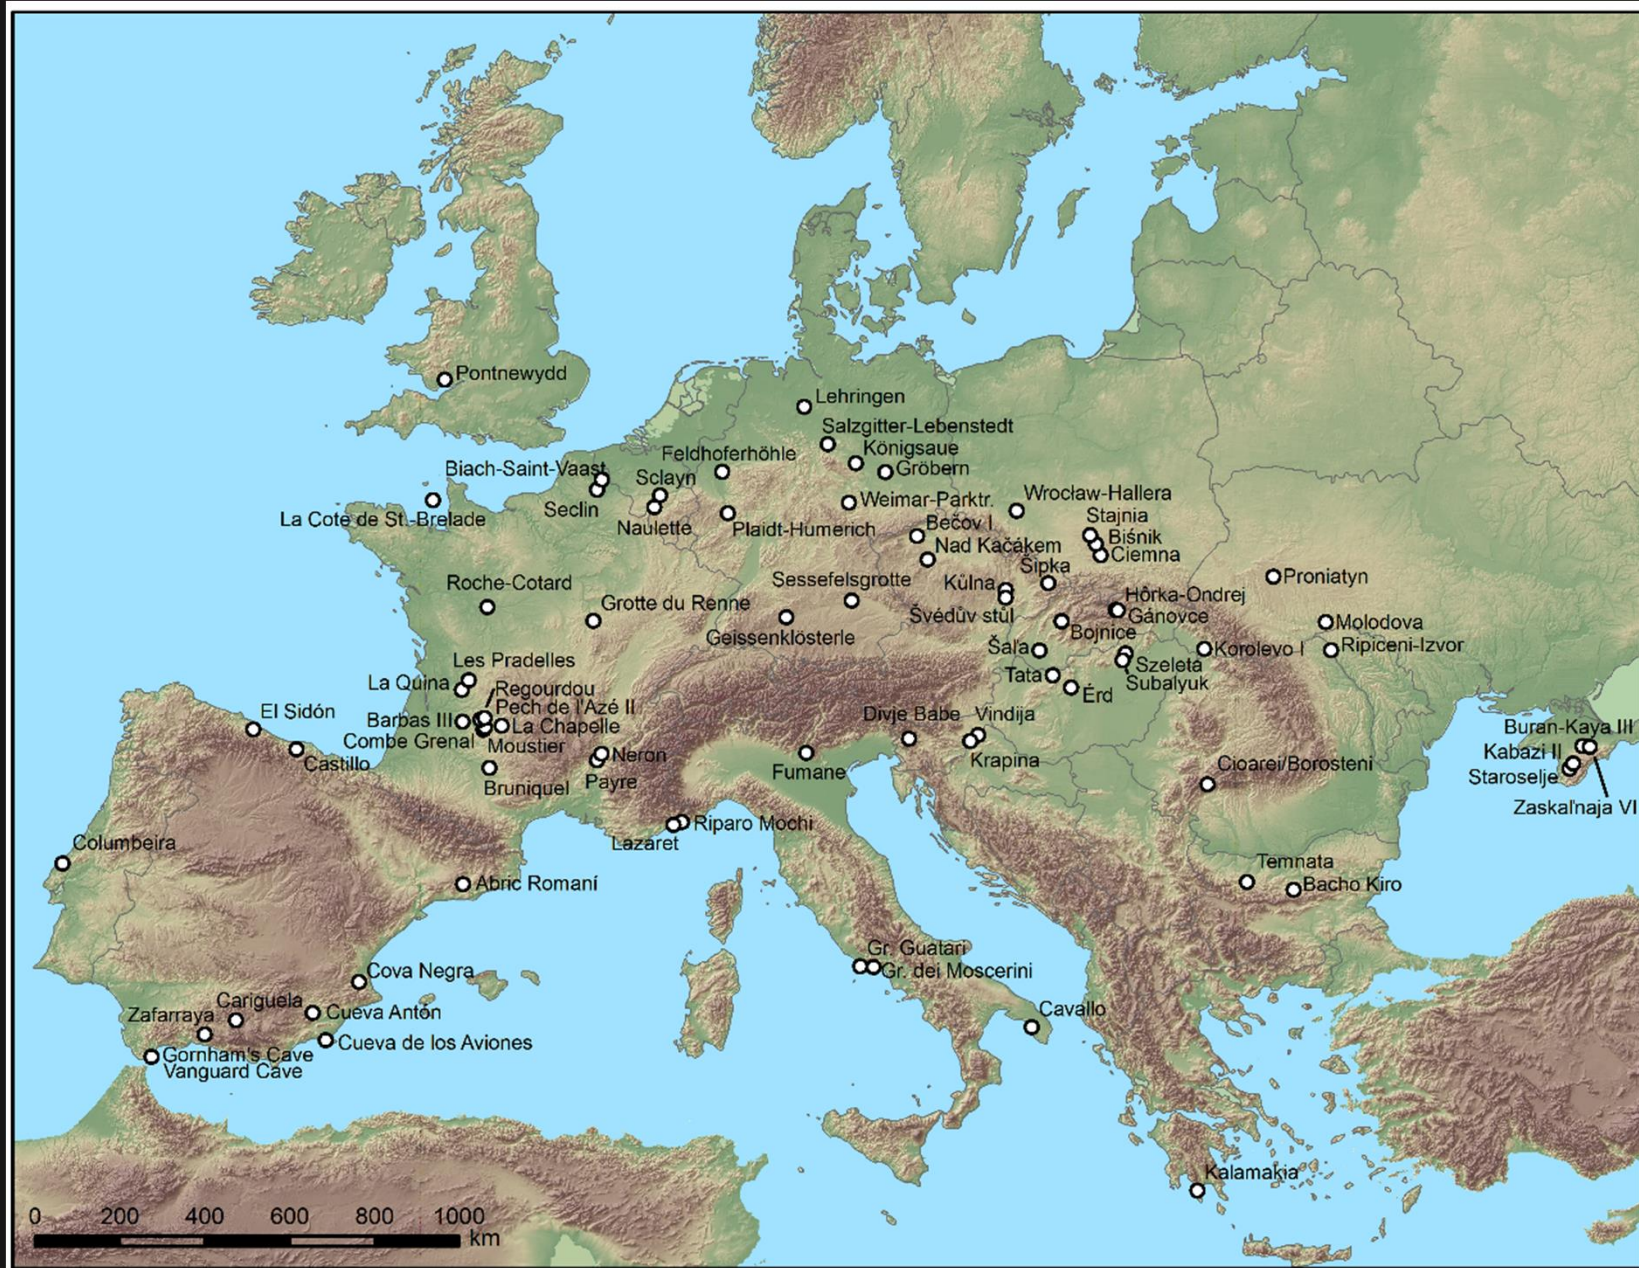 Pontnewydd
Lehringen
Salzgitter-Lebenstedt
Königsaue
Feldhoferhöhle
Gröbern
Biach-Saint-Vaast
Sclayn
Weimar-Parktr.
Wrocław-Hallera
Seclin
La Cote de St.-Brelade
Naulette
Plaidt-Humerich
Bečov I
Stajnia
Biśnik
Nad Kačákem
Ciemna
Šipka
Roche-Cotard
Sessefelsgrotte
Kůlna
Proniatyn
Grotte du Renne
Hôrka-Ondrej
Švédův stůl
Gánovce
Geissenklösterle
Bojnice
Molodova
Šaľa
Korolevo I
Ripiceni-Izvor
Les Pradelles
Szeleta
La Quina
Tata
Subalyuk
Regourdou
Érd
Pech de l'Azé II
El Sidón
Barbas III
La Chapelle
Divje Babe
Vindija
Buran-Kaya III
Combe Grenal
Moustier
Neron
Kabazi II
Castillo
Krapina
Cioarei/Borosteni
Fumane
Staroselje
Bruniquel
Payre
Zaskaľnaja VI
Riparo Mochi
Columbeira
Lazaret
Temnata
Abric Romaní
Bacho Kiro
Gr. Guatari
Cova Negra
Gr. dei Moscerini
Cariguela
Zafarraya
Cueva Antón
Cavallo
Cueva de los Aviones
Gornham's Cave
Vanguard Cave
Kalamakia
0 200 400 600 800 1000
km